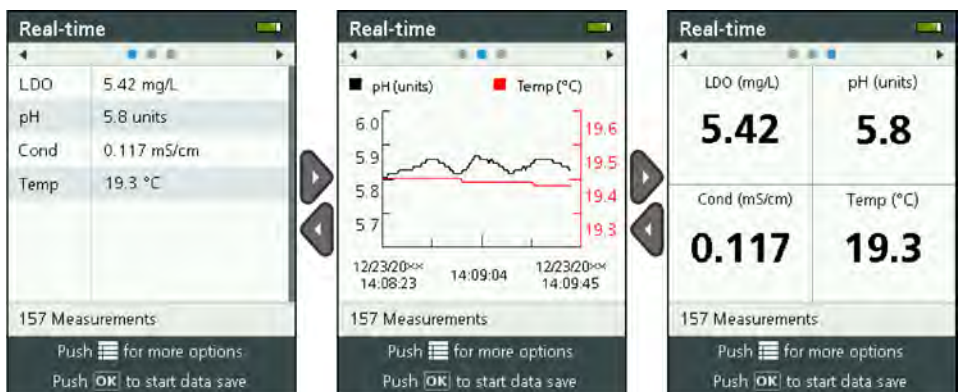 Real-time
LDO 5.42 mg/L
pH 5.8 units
Cond 0.117 mS/cm
Temp 19.3 °C
157 Measurements
Push for more options
Push OK to start data save
Real-time
pH (units) Temp (°C)
6.0
5.9
5.8
5.7
19.6
19.5
19.4
19.3
12/23/20×× 14:09:04 12/23/20××
14:08:23 14:09:45
157 Measurements
Push for more options
Push OK to start data save
Real-time
LDO (mg/L) pH (units)
5.42 5.8
Cond (mS/cm) Temp (°C)
0.117 19.3
157 Measurements
Push for more options
Push OK to start data save